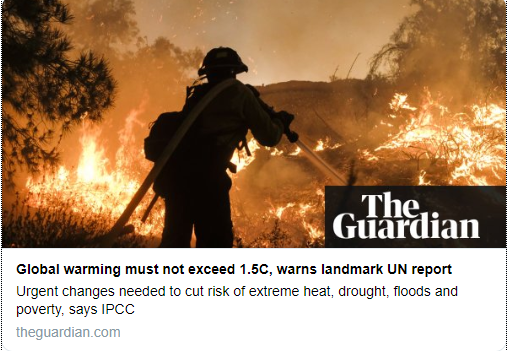 The
Guardian
Global warming must not exceed 1.5C, warns landmark UN report
Urgent changes needed to cut risk of extreme heat, drought, floods and
poverty, says IPCC
theguardian.com